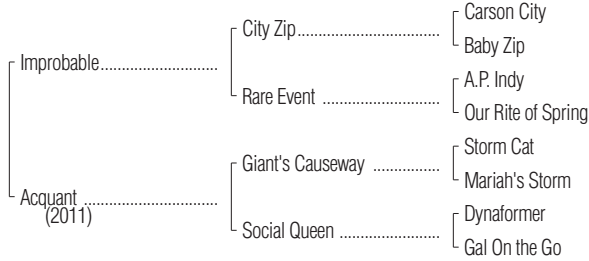 Carson City
City Zip..............................
Baby Zip
Improbable.........................
A.P. Indy
Rare Event .........................
Our Rite of Spring
Storm Cat
Giant's Causeway ..............
Mariah's Storm
Acquant .............................
(2011)
Dynaformer
Social Queen .....................
Gal On the Go